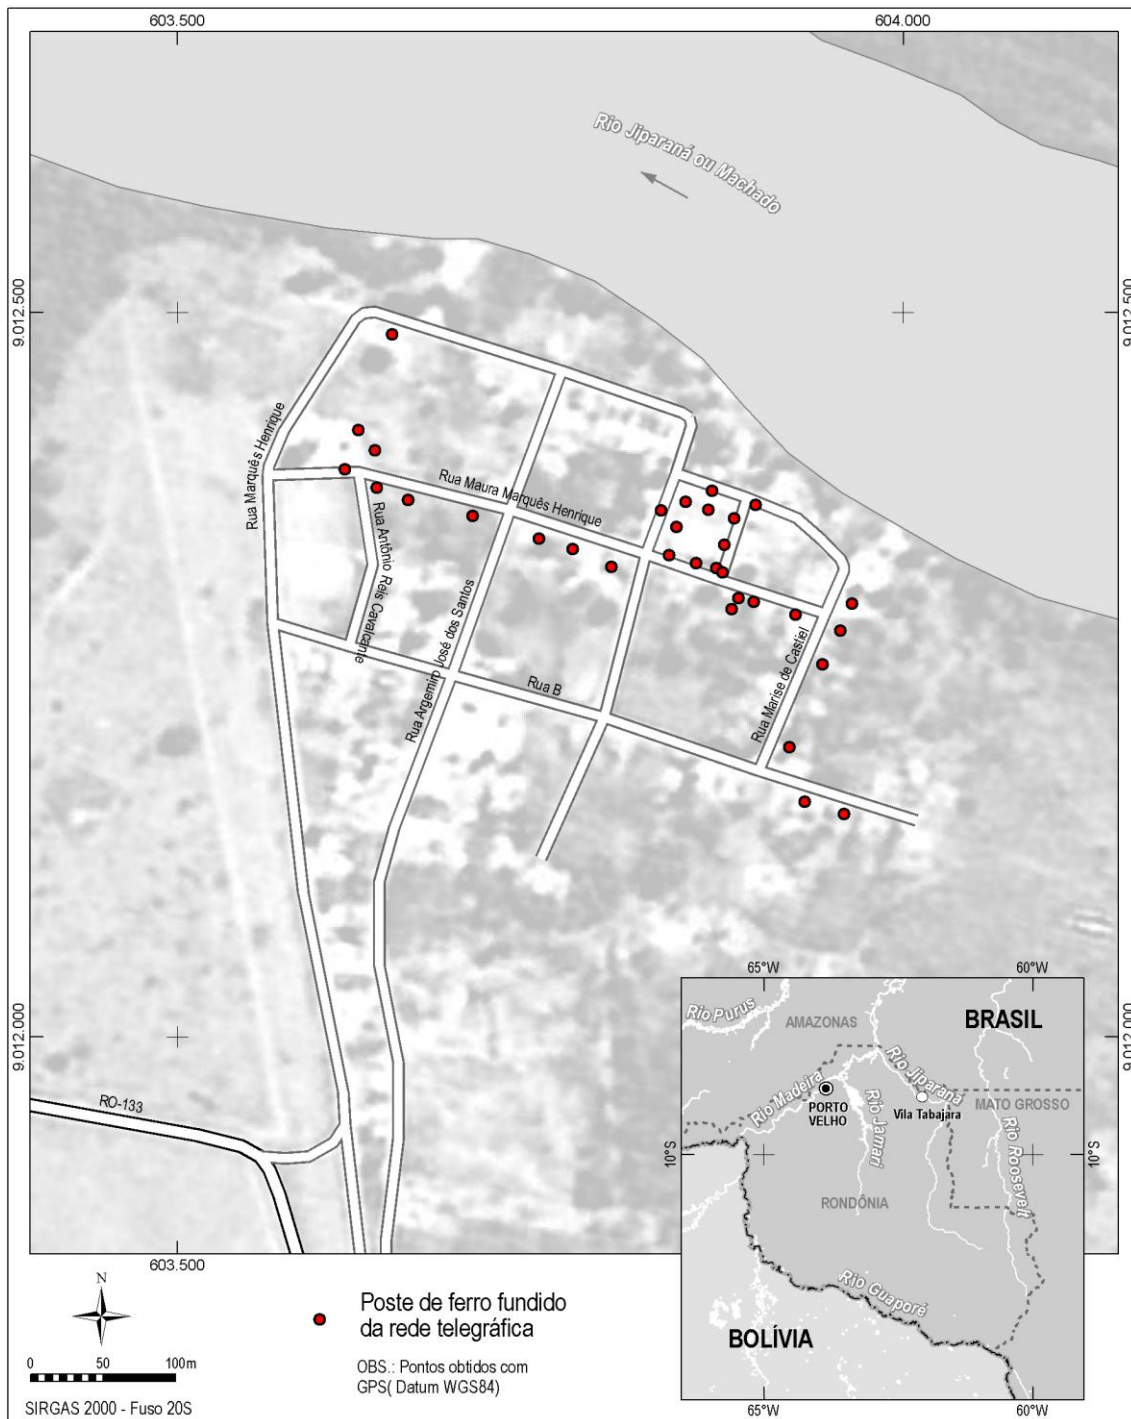 603.500
604.000
Rio Jiparaná ou Machado
9.012.500
9.012.500
Rua Marquês Henrique
Rua Maura Marquês Henrique
Rua Antônio Reis Cavalcante
Rua Argemiro José dos Santos
Rua B
Rua Marise de Castiel
9.012.000
9.012.000
RO-133
65°W
60°W
Rio Purus
AMAZONAS
BRASIL
Rio Madeira
Rio Jiparaná
PORTO
VELHO
Rio Jamari
Vila Tabajara
MATO GROSSO
10°S
10°S
Rio Roosevelt
RONDÔNIA
Rio Guaporé
BOLÍVIA
65°W
60°W
603.500
N
Poste de ferro fundido
da rede telegráfica
0 50 100m
OBS.: Pontos obtidos com
GPS( Datum WGS84)
SIRGAS 2000 - Fuso 20S